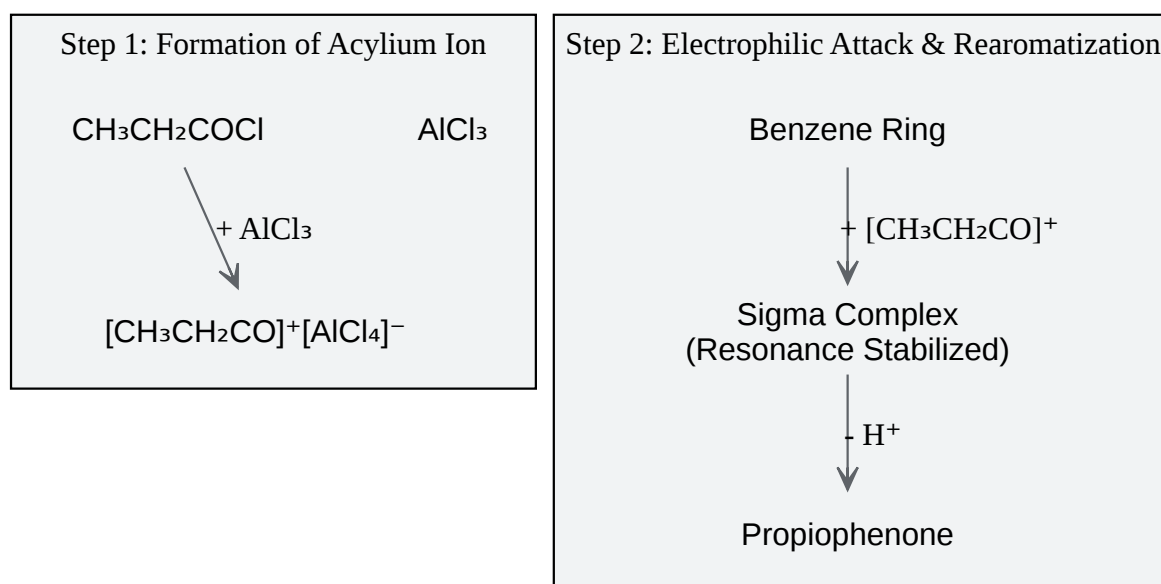 Step 1: Formation of Acylium Ion
CH₃CH₂COCl
AlCl₃
+ AlCl₃
[CH₃CH₂CO]⁺[AlCl₄]⁻
Step 2: Electrophilic Attack & Rearomatization
Benzene Ring
+ [CH₃CH₂CO]⁺
Sigma Complex
(Resonance Stabilized)
- H⁺
Propiophenone